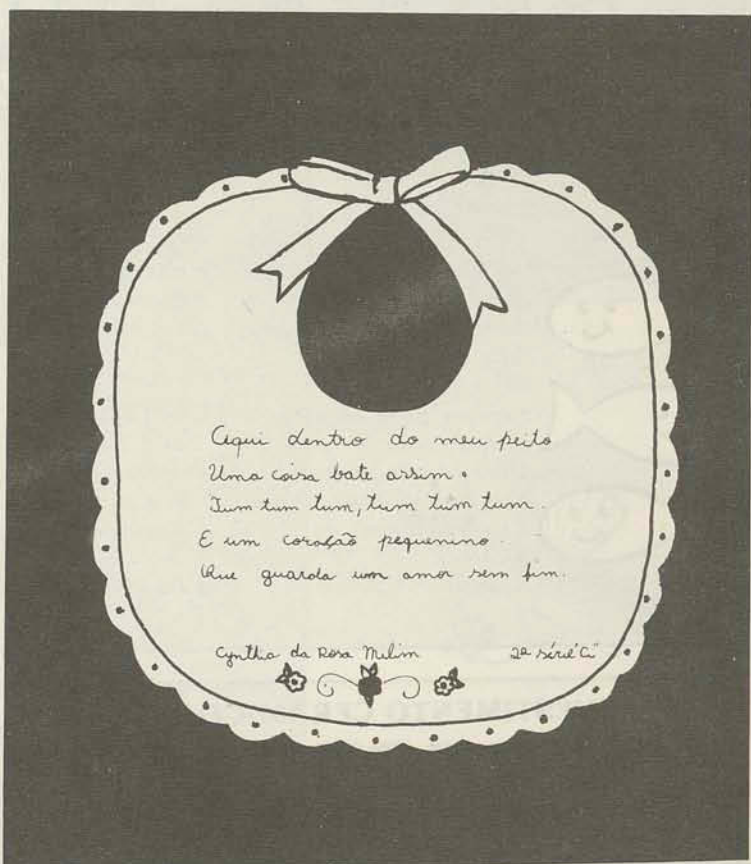 Aqui dentro do meu peito
Uma coisa bate assim.
Tum tum tum, tum tum tum.
E um coração pequenino.
Que guarda um amor sem fim.
Cynthia da Rosa Melim 2ª série "A"